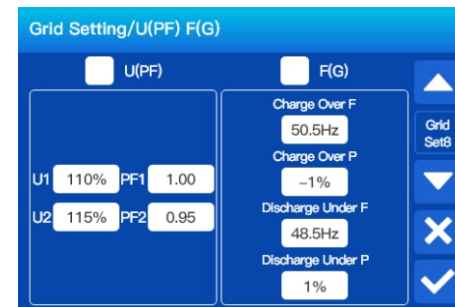 Grid Setting/U(PF) F(G)
U(PF)
F(G)
U1 110% PF1 1.00
U2 115% PF2 0.95
Charge Over F
50.5Hz
Charge Over P
-1%
Discharge Under F
48.5Hz
Discharge Under P
1%
Grid
Set8